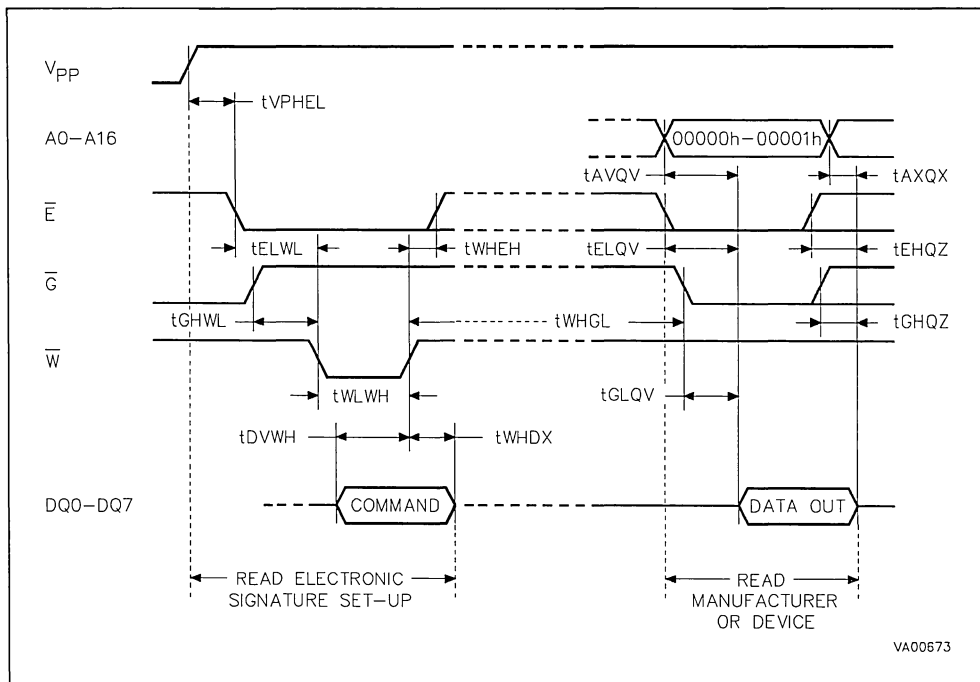 VPP
tVPHEL
A0-A16
00000h-00001h
tAVQV
tAXQX
E
tELWL
tWHEH
tELQV
tEHQZ
G
tGHWL
tWHGL
tGHQZ
W
tWLWH
tGLQV
tDVWH
tWHDX
DQ0-DQ7
COMMAND
DATA OUT
READ ELECTRONIC
SIGNATURE SET-UP
READ
MANUFACTURER
OR DEVICE
VA00673